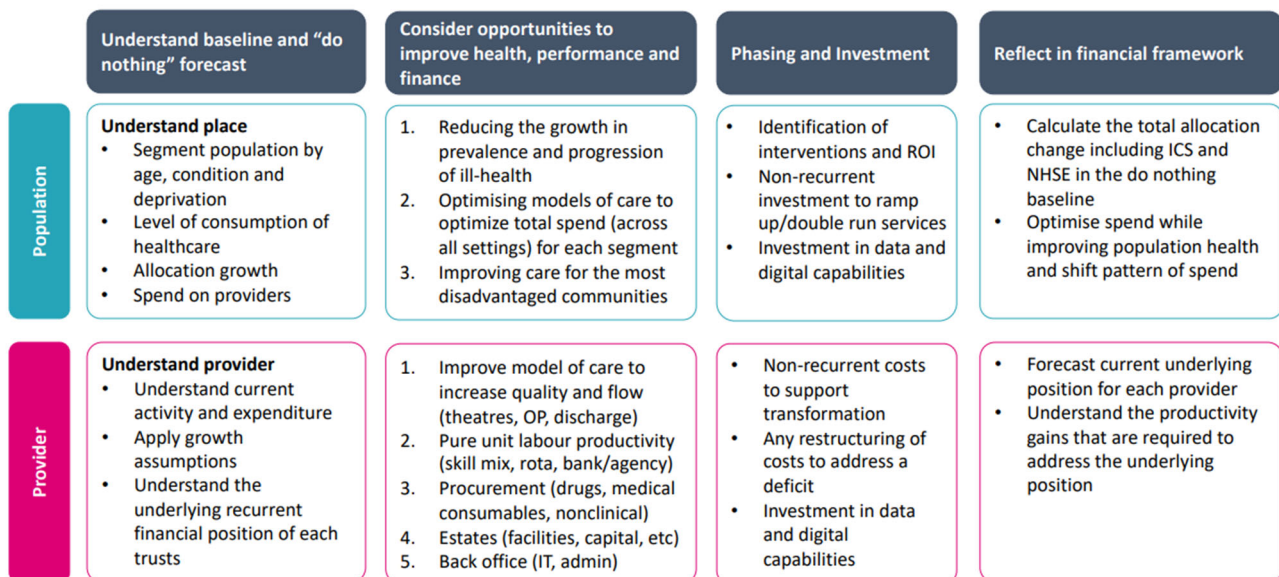 Understand baseline and “do
nothing” forecast
Consider opportunities to
improve health, performance and
finance
Phasing and Investment
Reflect in financial framework
Population
Understand place
• Segment population by
age, condition and
deprivation
• Level of consumption of
healthcare
• Allocation growth
• Spend on providers
1. Reducing the growth in
prevalence and progression
of ill-health
2. Optimising models of care to
optimize total spend (across
all settings) for each segment
3. Improving care for the most
disadvantaged communities
• Identification of
interventions and ROI
• Non-recurrent
investment to ramp
up/double run services
• Investment in data and
digital capabilities
• Calculate the total allocation
change including ICS and
NHSE in the do nothing
baseline
• Optimise spend while
improving population health
and shift pattern of spend
Provider
Understand provider
• Understand current
activity and expenditure
• Apply growth
assumptions
• Understand the
underlying recurrent
financial position of each
trusts
1. Improve model of care to
increase quality and flow
(theatres, OP, discharge)
2. Pure unit labour productivity
(skill mix, rota, bank/agency)
3. Procurement (drugs, medical
consumables, nonclinical)
4. Estates (facilities, capital, etc)
5. Back office (IT, admin)
• Non-recurrent costs
to support
transformation
• Any restructuring of
costs to address a
deficit
• Investment in data
and digital
capabilities
• Forecast current underlying
position for each provider
• Understand the productivity
gains that are required to
address the underlying
position